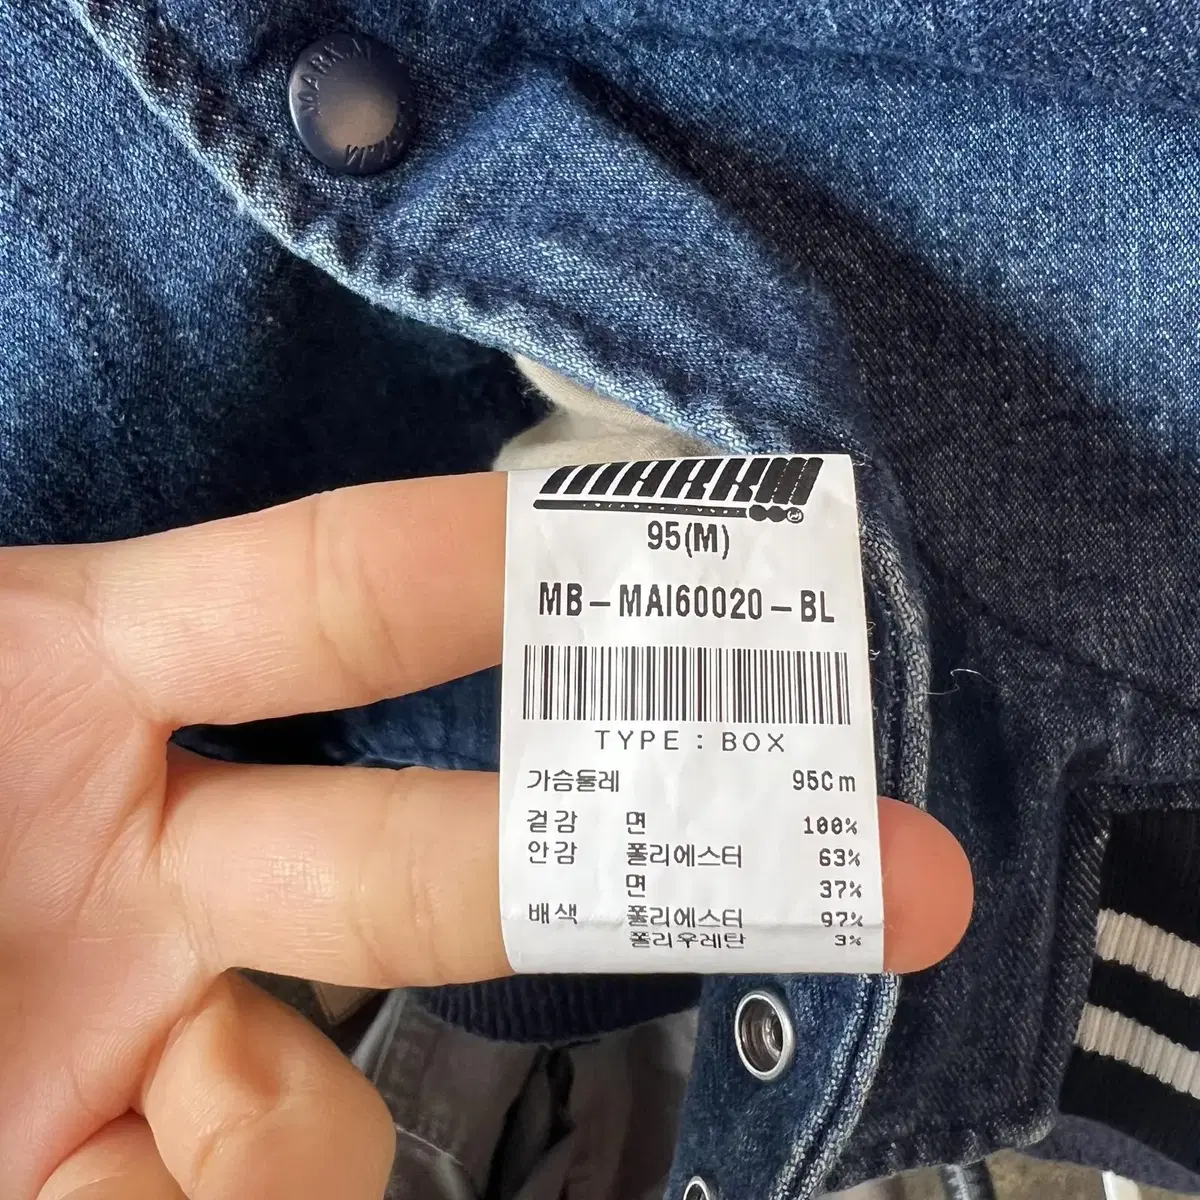 MARK M
MARKM
95(M)
MB-MAI60020-BL
TYPE : BOX
가슴둘레 95Cm
겉감 면 100%
안감 폴리에스터 63%
면 37%
배색 폴리에스터 97%
폴리우레탄 3%